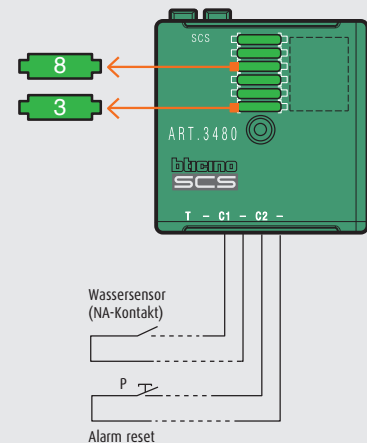 SCS
8
3
ART.3480
bticino
SCS
T – C1 – C2 –
Wassersensor
(NA-Kontakt)
P
Alarm reset